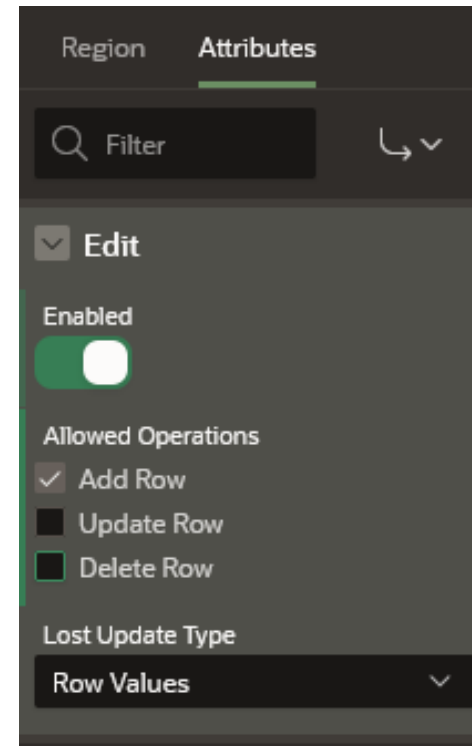 Region Attributes
Filter
Edit
Enabled
Allowed Operations
Add Row
Update Row
Delete Row
Lost Update Type
Row Values